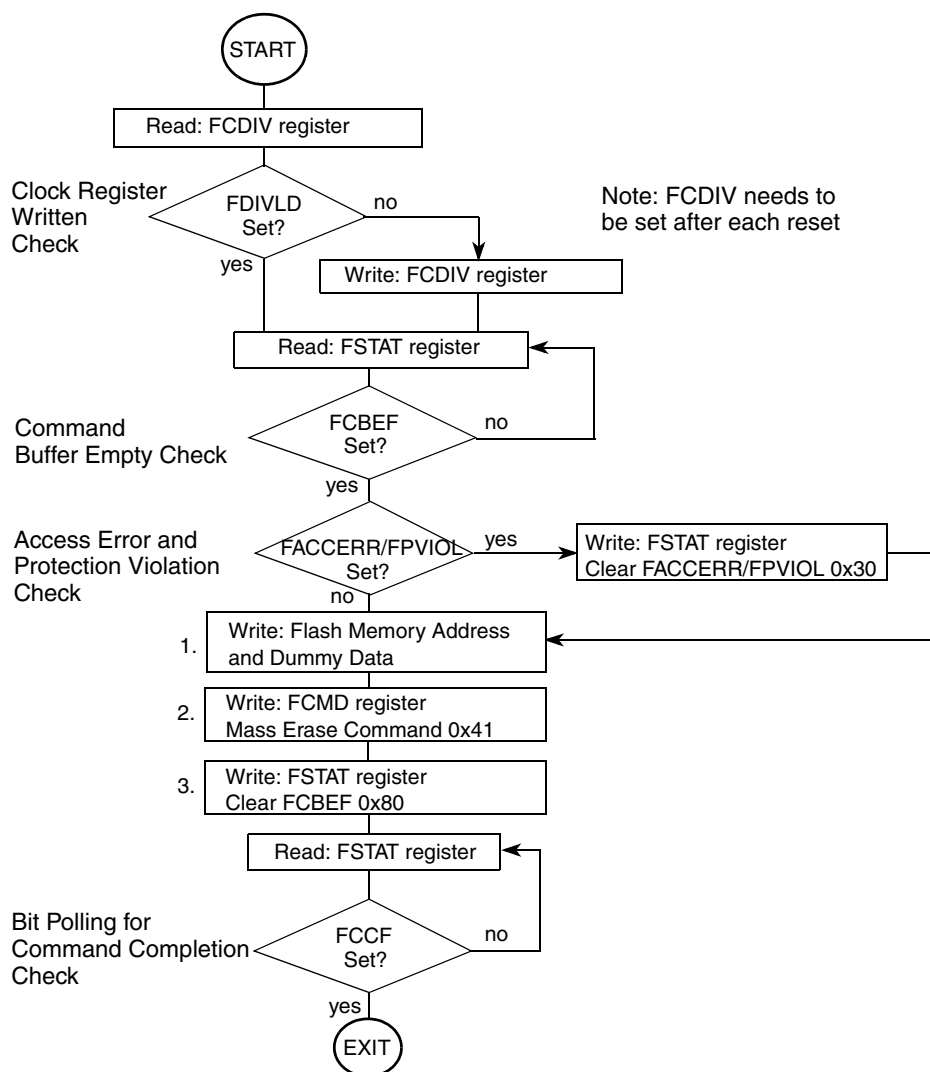 START
Read: FCDIV register
Clock Register
Written
Check
FDIVLD
Set?
no
yes
Note: FCDIV needs to
be set after each reset
Write: FCDIV register
Read: FSTAT register
Command
Buffer Empty Check
FCBEF
Set?
no
yes
Access Error and
Protection Violation
Check
FACCERR/FPVIOL
Set?
yes
no
Write: FSTAT register
Clear FACCERR/FPVIOL 0x30
1.
Write: Flash Memory Address
and Dummy Data
2.
Write: FCMD register
Mass Erase Command 0x41
3.
Write: FSTAT register
Clear FCBEF 0x80
Read: FSTAT register
Bit Polling for
Command Completion
Check
FCCF
Set?
no
yes
EXIT